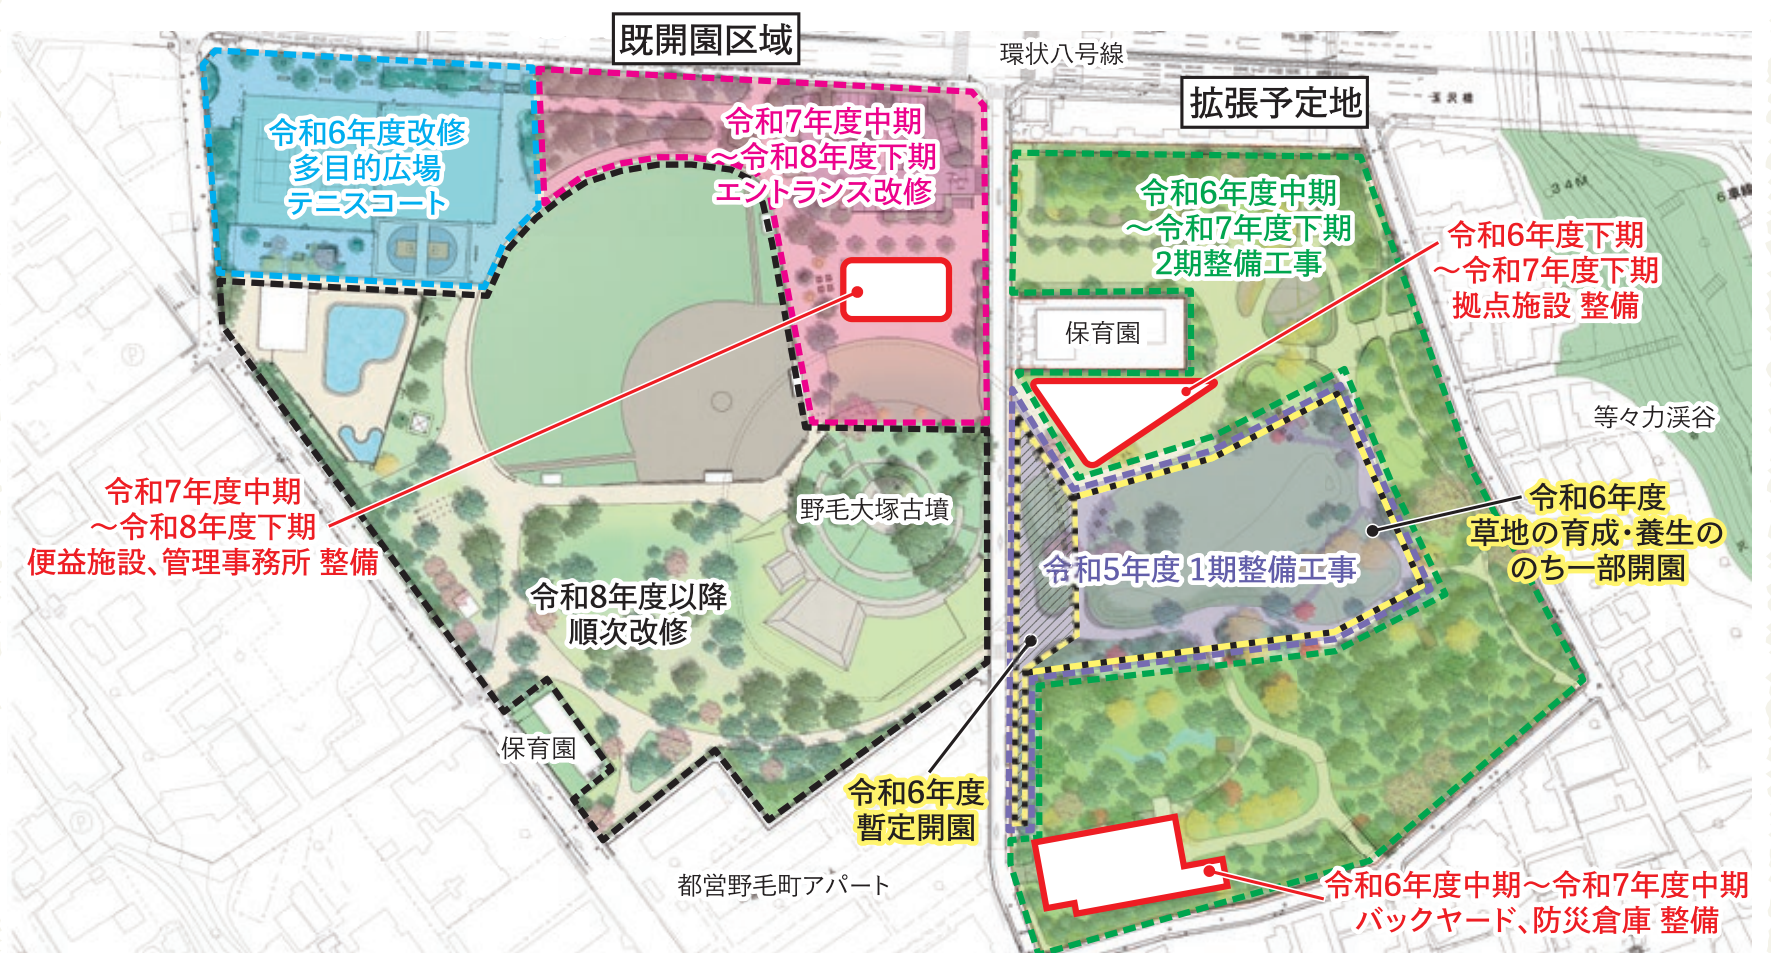 既開園区域
環状八号線
拡張予定地
玉沢橋
令和6年度改修
多目的広場
テニスコート
令和7年度中期
～令和8年度下期
エントランス改修
令和6年度中期
～令和7年度下期
2期整備工事
34M
6車線
令和6年度下期
～令和7年度下期
拠点施設 整備
保育園
等々力渓谷
令和7年度中期
～令和8年度下期
便益施設、管理事務所 整備
野毛大塚古墳
令和6年度
草地の育成・養生の
のち一部開園
令和5年度 1期整備工事
令和8年度以降
順次改修
保育園
令和6年度
暫定開園
都営野毛町アパート
令和6年度中期～令和7年度中期
バックヤード、防災倉庫 整備